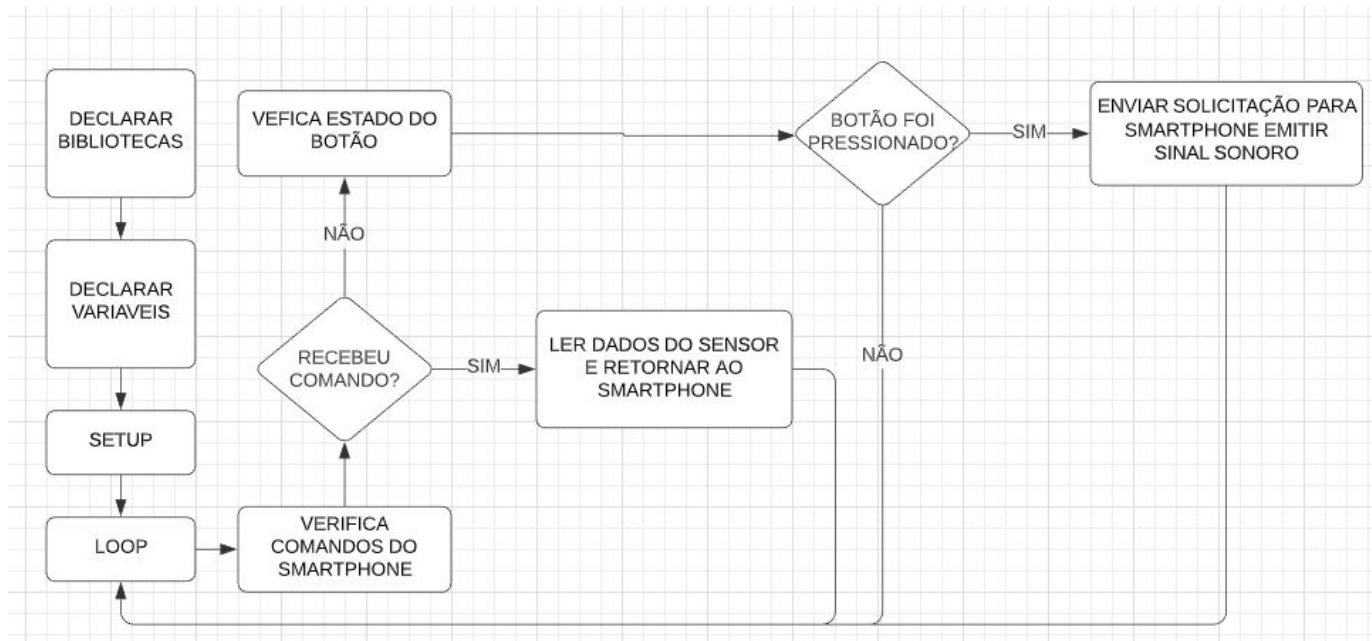 DECLARAR
BIBLIOTECAS
DECLARAR
VARIAVEIS
SETUP
LOOP
VERIFICA
COMANDOS DO
SMARTPHONE
RECEBEU
COMANDO?
NÃO
VEFICA ESTADO DO
BOTÃO
SIM
LER DADOS DO SENSOR
E RETORNAR AO
SMARTPHONE
BOTÃO FOI
PRESSIONADO?
NÃO
SIM
ENVIAR SOLICITAÇÃO PARA
SMARTPHONE EMITIR
SINAL SONORO